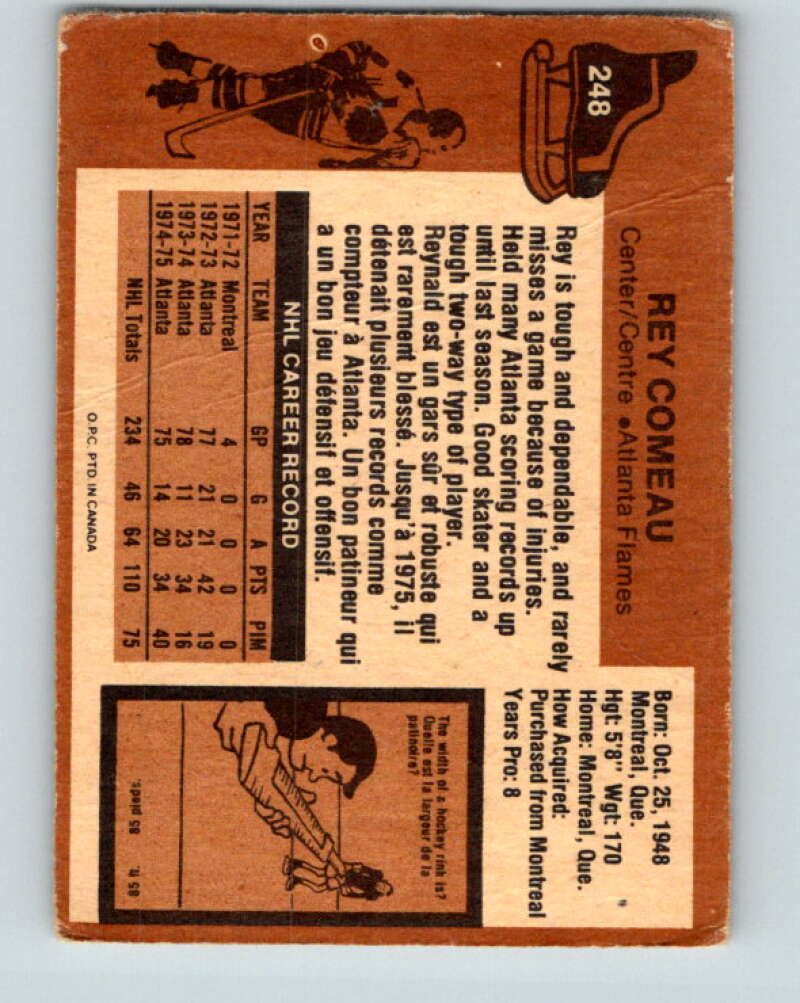 248
REY COMEAU
Center/Centre • Atlanta Flames
Rey is tough and dependable, and rarely
misses a game because of injuries.
Held many Atlanta scoring records up
until last season. Good skater and a
tough two-way type of player.
Reynald est un gars sûr et robuste qui
est rarement blessé. Jusqu'à 1975, il
détenait plusieurs records comme
compteur à Atlanta. Un bon patineur qui
a un bon jeu défensif et offensif.
NHL CAREER RECORD
YEAR TEAM GP G A PTS PIM
1971-72 Montreal 4 0 0 0 0
1972-73 Atlanta 77 21 21 42 19
1973-74 Atlanta 78 11 23 34 16
1974-75 Atlanta 75 14 20 34 40
NHL Totals 234 46 64 110 75
O.P.C. PTD. IN CANADA
Born: Oct. 25, 1948
Montreal, Que.
Hgt: 5'8" Wgt: 170
Home: Montreal, Que.
How Acquired:
Purchased from Montreal
Years Pro: 8
The width of a hockey rink is?
Quelle est la largeur de la
patinoire?
85 ft.
85 pieds.